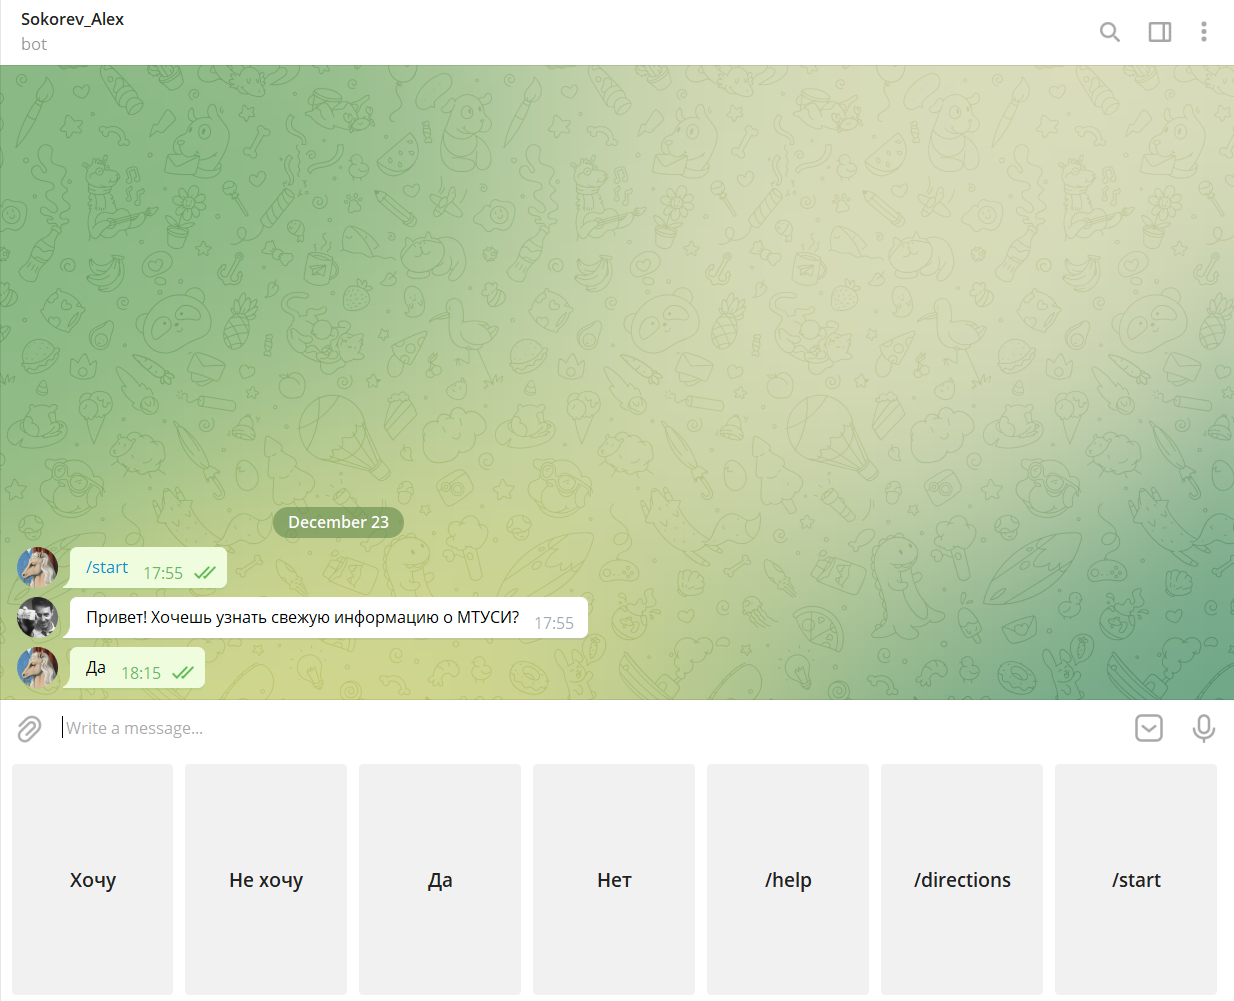 Sokorev_Alex
bot
December 23
/start 17:55
Привет! Хочешь узнать свежую информацию о МТУСИ? 17:55
Да 18:15
Write a message...
Хочу Не хочу Да Нет /help /directions /start